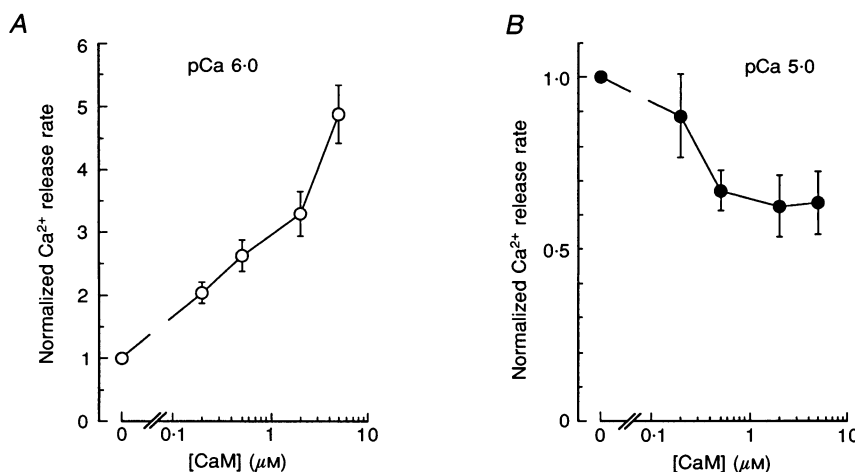 A
pCa 6·0
Normalized Ca²⁺ release rate
6
5
4
3
2
1
0
0 0·1 1 10
[CaM] (μM)
B
pCa 5·0
Normalized Ca²⁺ release rate
1·0
0·5
0
0 0·1 1 10
[CaM] (μM)